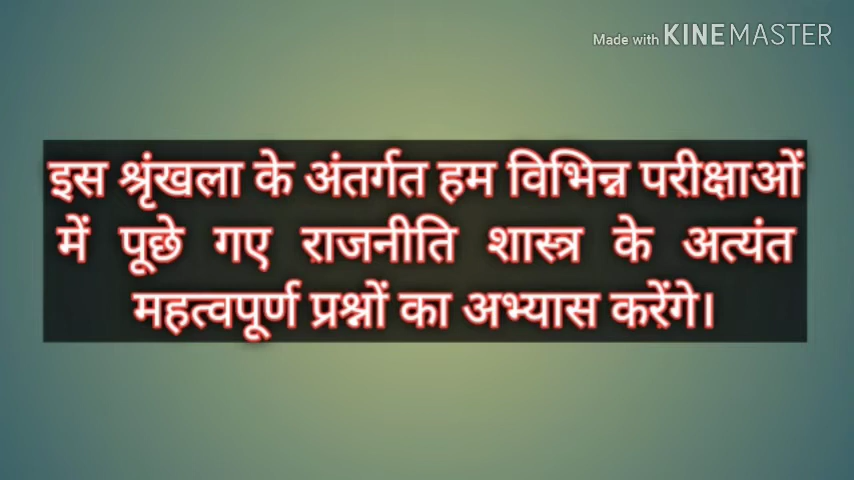 Made with KINEMASTER
इस श्रृंखला के अंतर्गत हम विभिन्न परीक्षाओं
में पूछे गए राजनीति शास्त्र के अत्यंत
महत्वपूर्ण प्रश्नों का अभ्यास करेंगे।